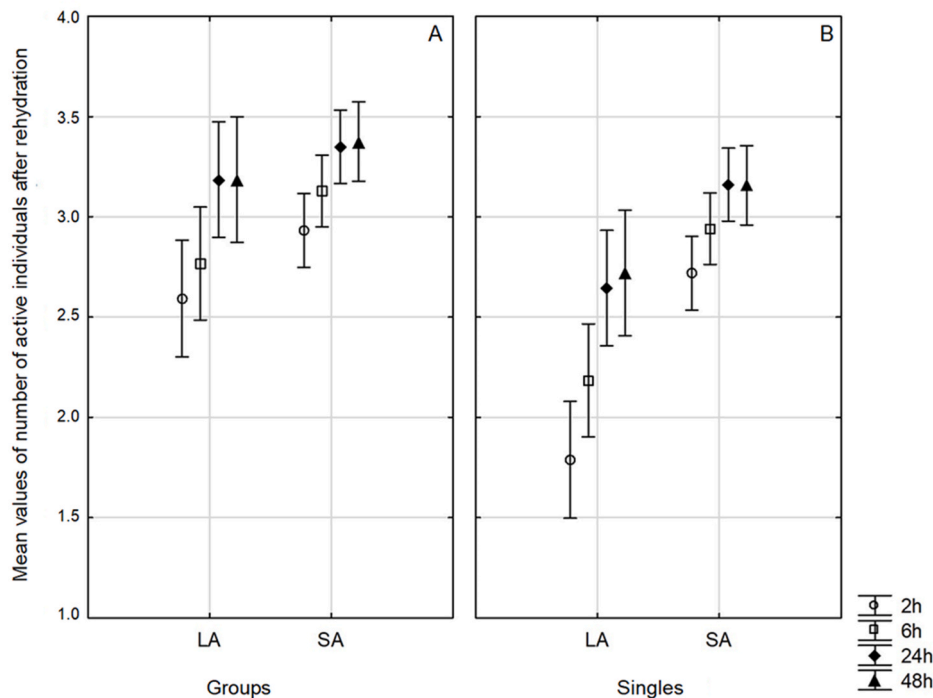 Mean values of number of active individuals after rehydration
4.0
3.5
3.0
2.5
2.0
1.5
1.0
A
B
LA
SA
LA
SA
Groups
Singles
2h
6h
24h
48h